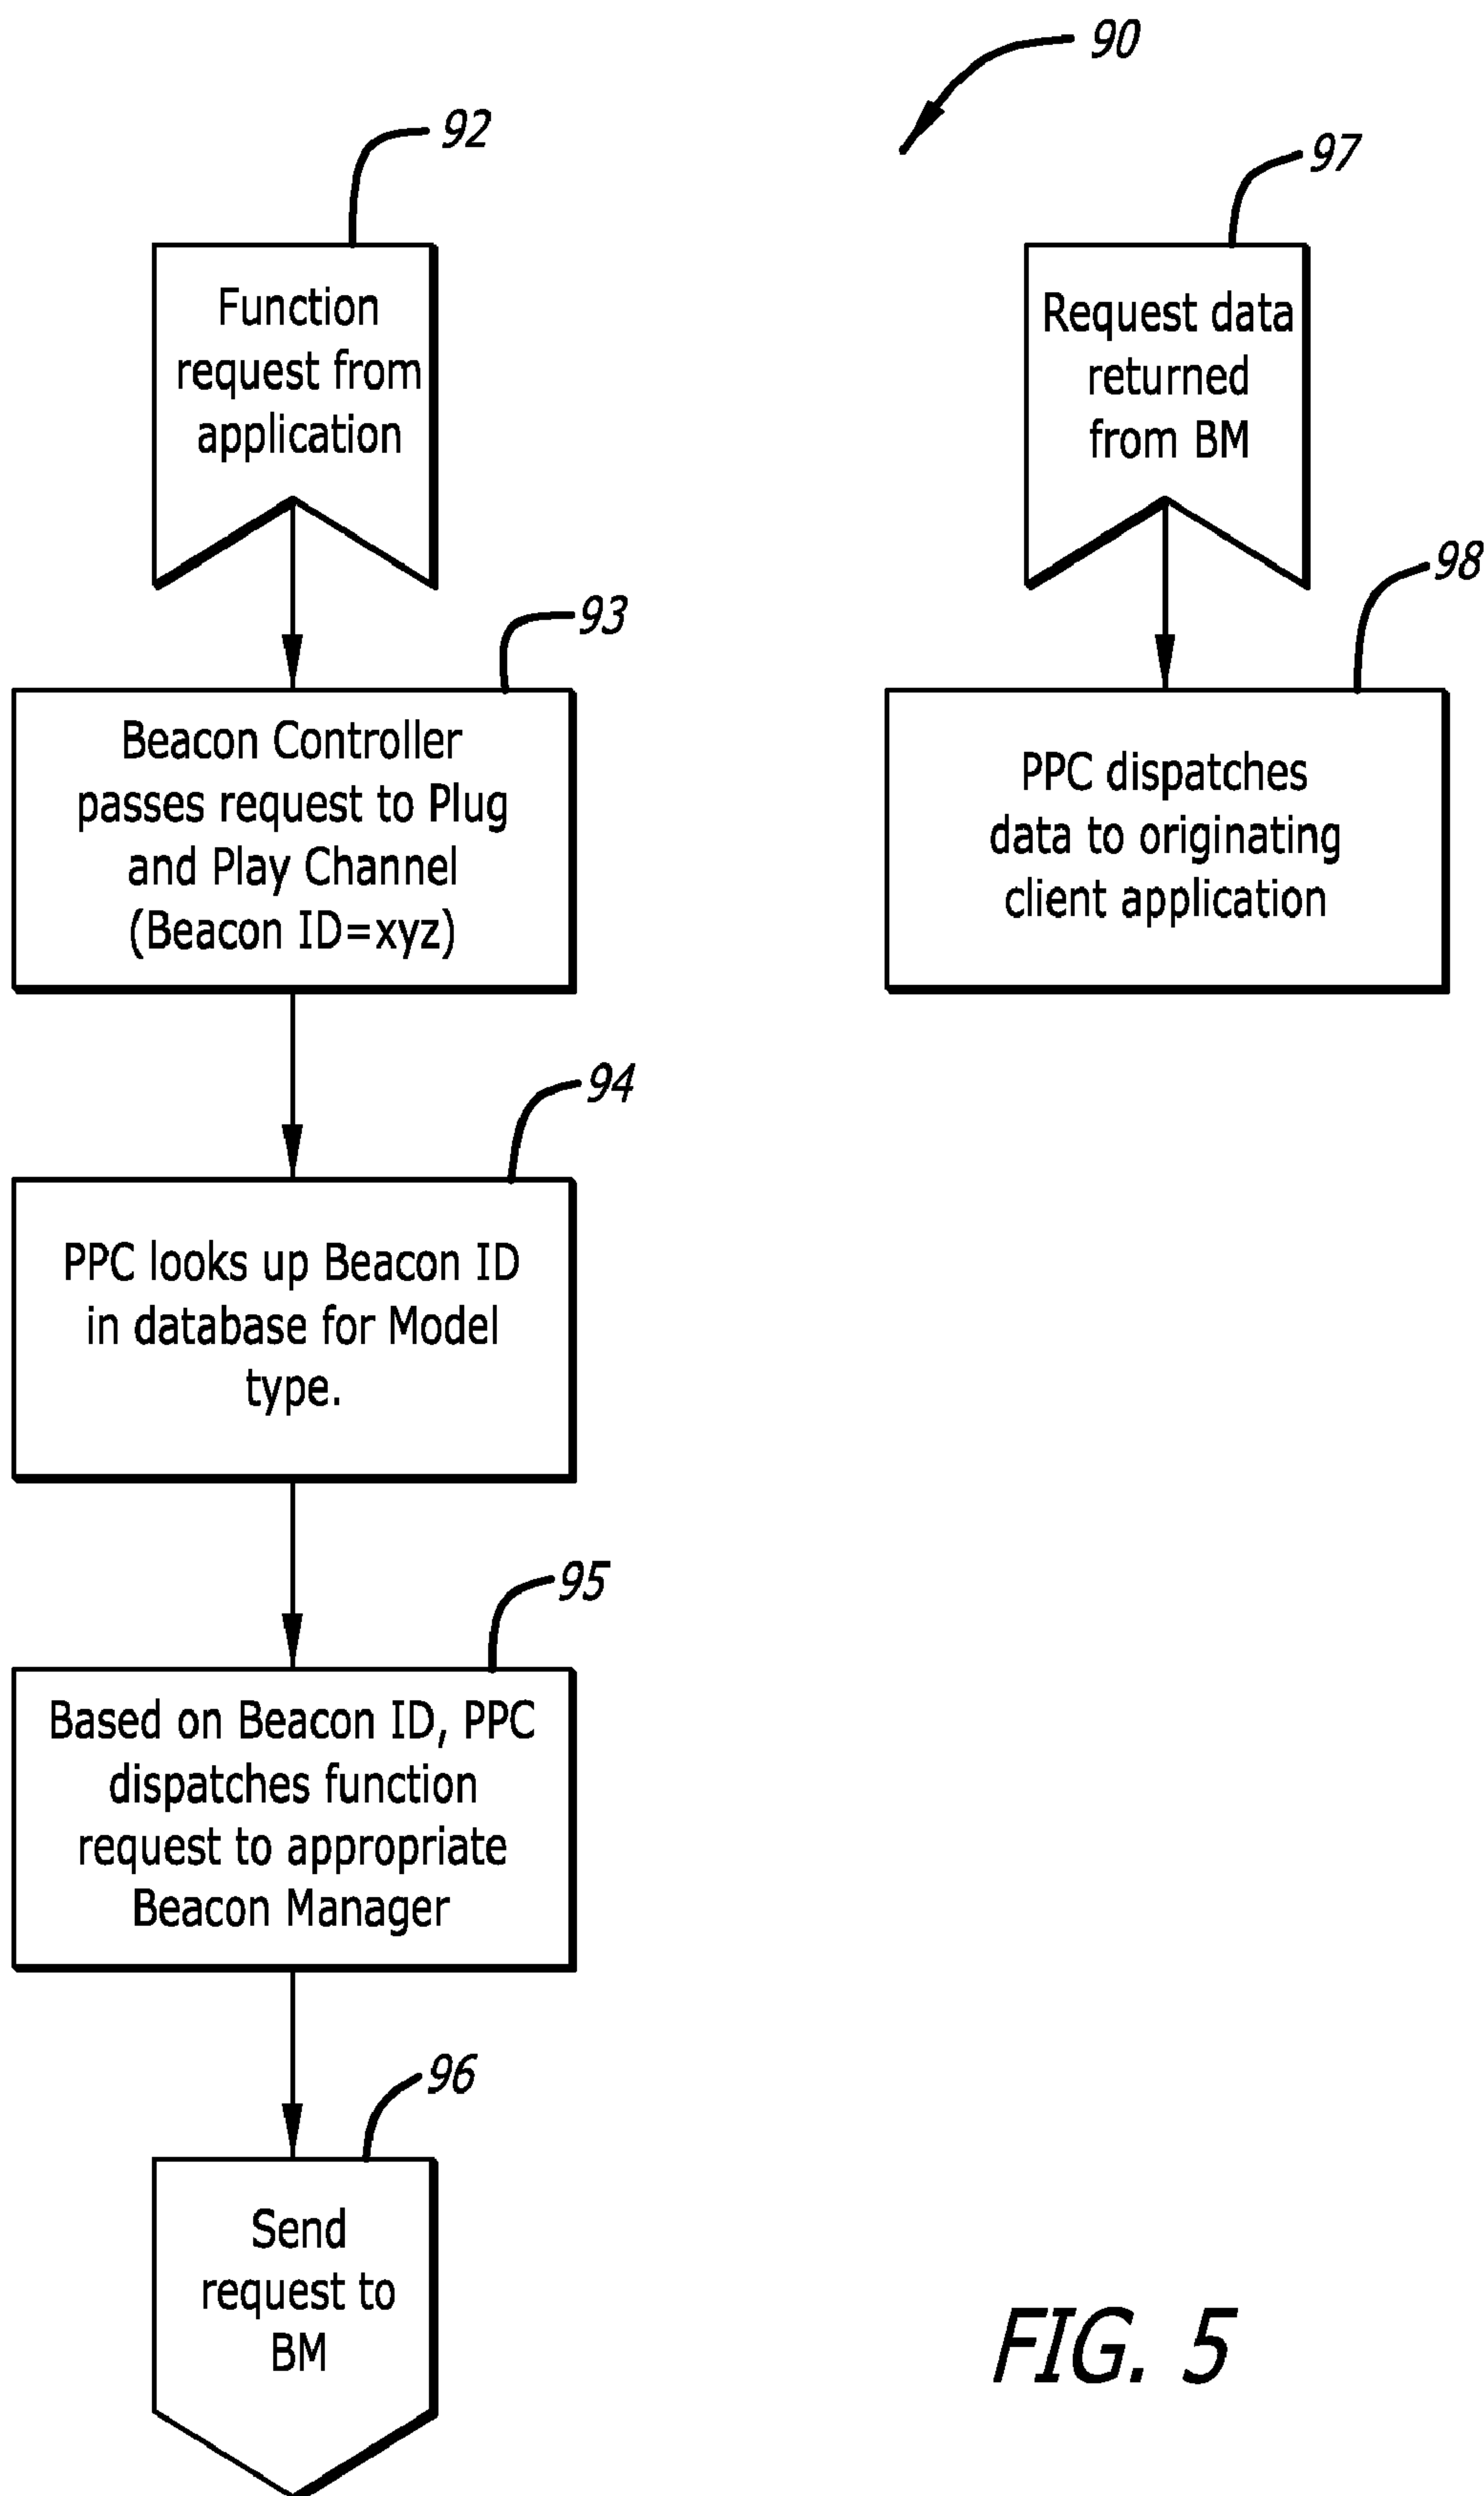 90
92
Function
request from
application
93
Beacon Controller
passes request to Plug
and Play Channel
(Beacon ID=xyz)
94
PPC looks up Beacon ID
in database for Model
type.
95
Based on Beacon ID, PPC
dispatches function
request to appropriate
Beacon Manager
96
Send
request to
BM
97
Request data
returned
from BM
98
PPC dispatches
data to originating
client application
FIG. 5